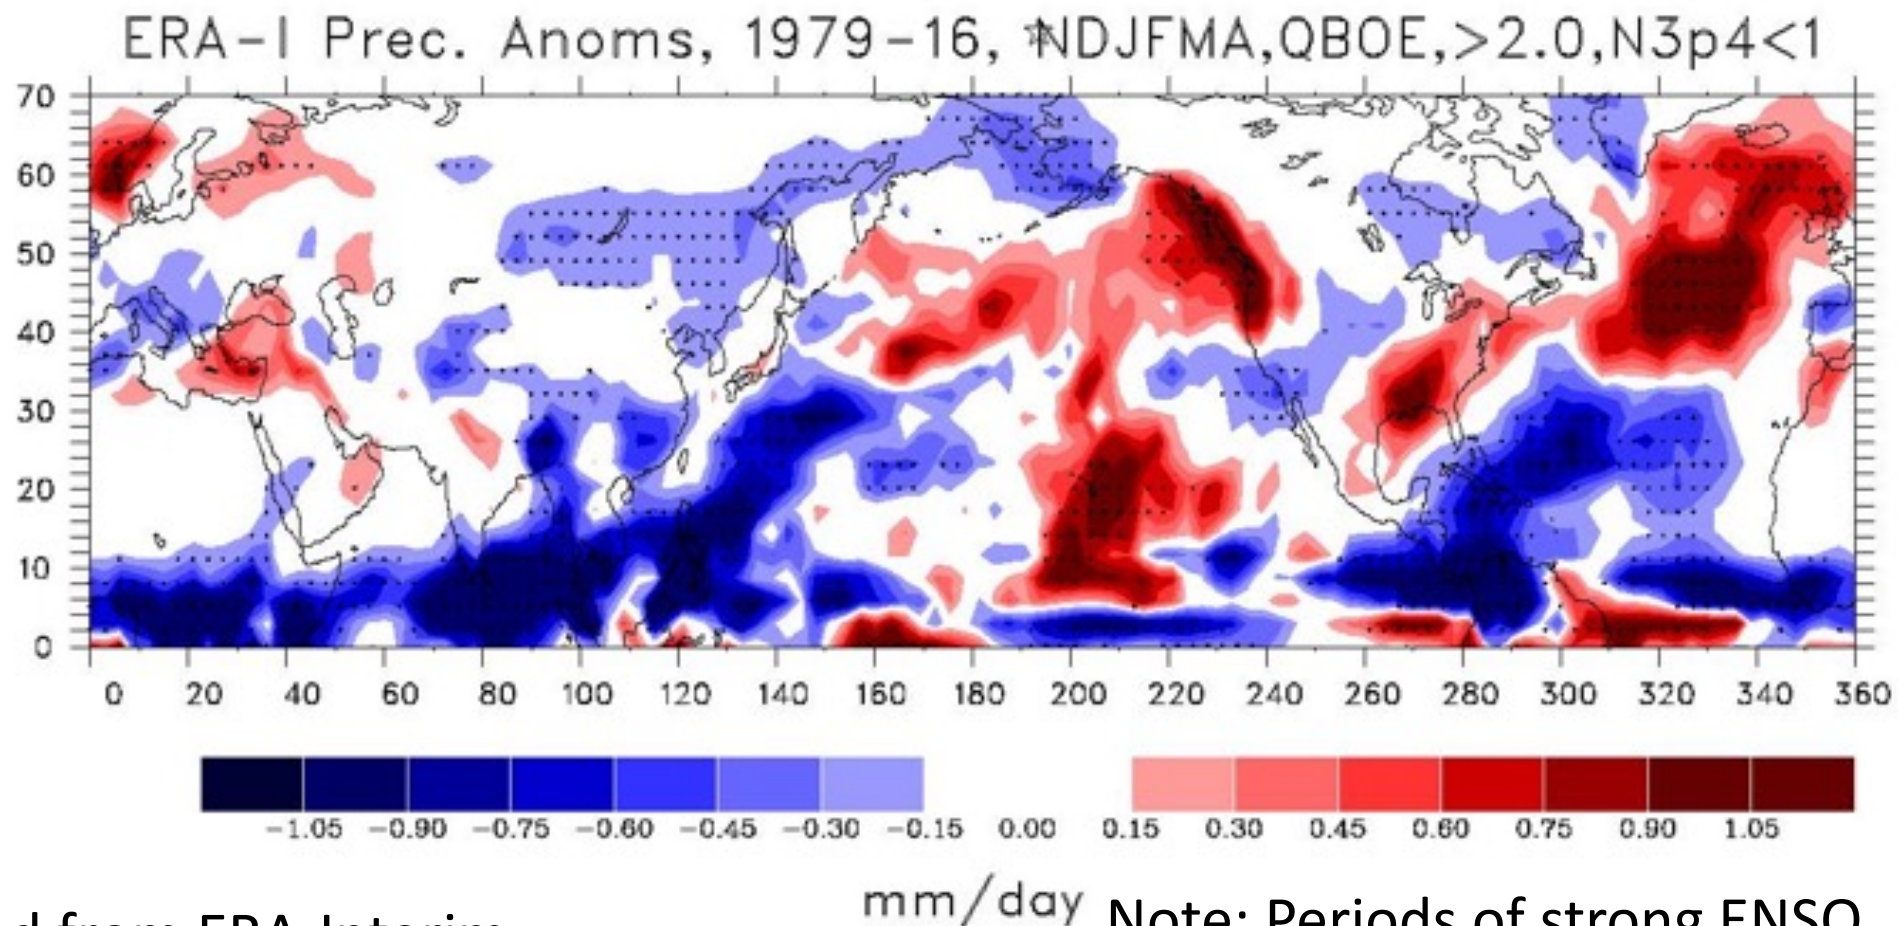 ERA-I Prec. Anoms, 1979-16, NDJFMA,QBOE,>2.0,N3p4<1
70
60
50
40
30
20
10
0
0 20 40 60 80 100 120 140 160 180 200 220 240 260 280 300 320 340 360
-1.05 -0.90 -0.75 -0.60 -0.45 -0.30 -0.15 0.00 0.15 0.30 0.45 0.60 0.75 0.90 1.05
mm/day
d from ERA-Interim
Note: Periods of strong ENSO